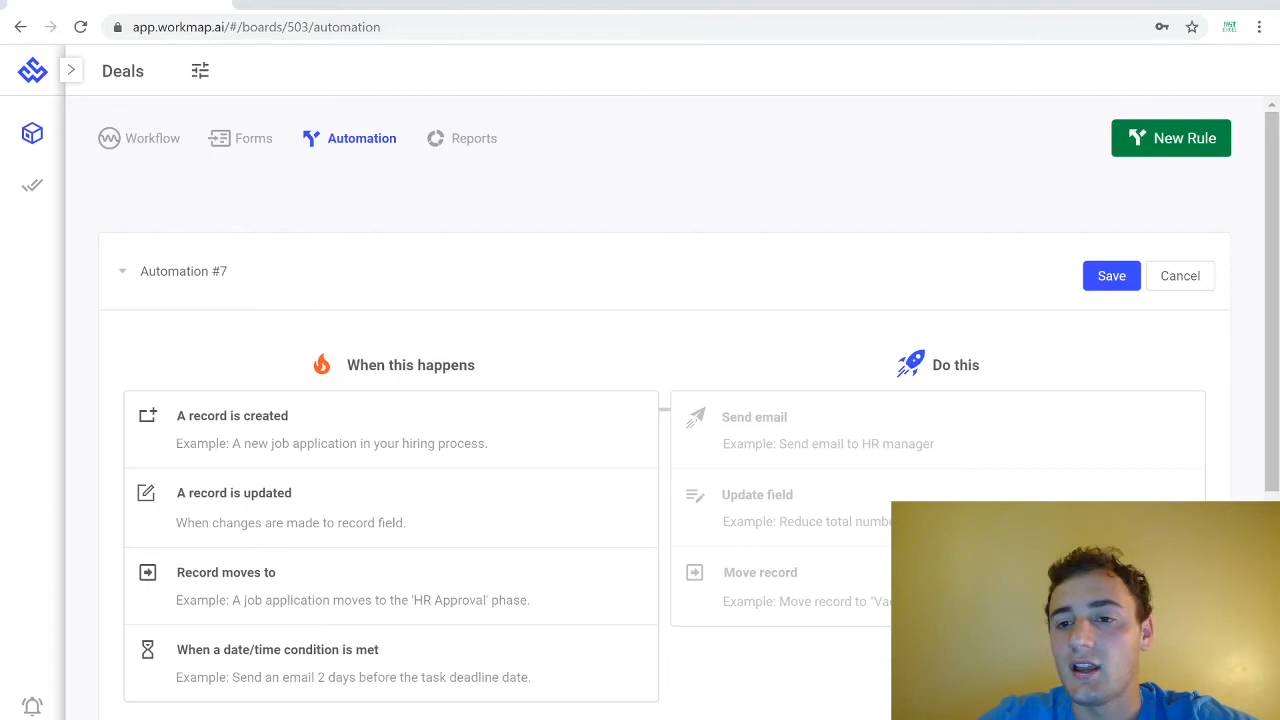 app.workmap.ai/#/boards/503/automation
Deals
Workflow
Forms
Automation
Reports
New Rule
Automation #7
Save
Cancel
When this happens
A record is created
Example: A new job application in your hiring process.
A record is updated
When changes are made to record field.
Record moves to
Example: A job application moves to the 'HR Approval' phase.
When a date/time condition is met
Example: Send an email 2 days before the task deadline date.
Do this
Send email
Example: Send email to HR manager
Update field
Example: Reduce total
Move record
Example: Move record to